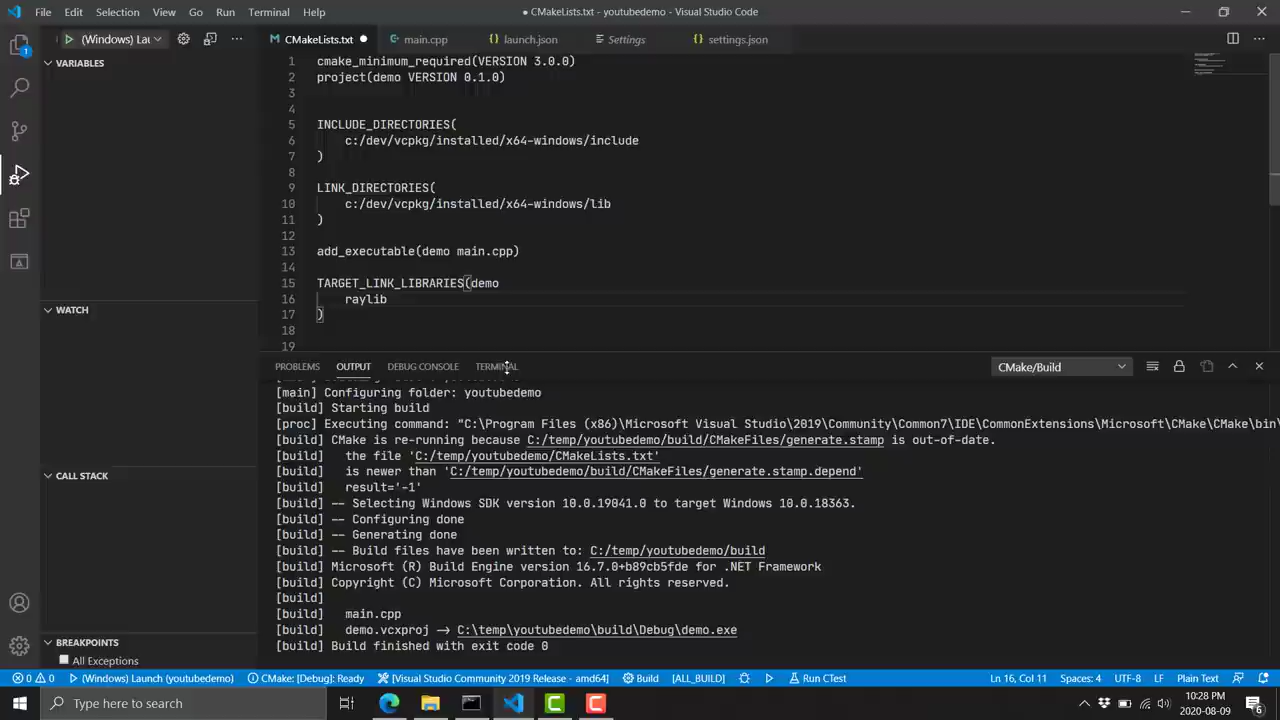 File Edit Selection View Go Run Terminal Help
● CMakeLists.txt - youtubedemo - Visual Studio Code
(Windows) Lau
CMakeLists.txt ●
main.cpp
launch.json
Settings
settings.json
VARIABLES
WATCH
CALL STACK
BREAKPOINTS
All Exceptions
1 cmake_minimum_required(VERSION 3.0.0)
2 project(demo VERSION 0.1.0)
3
4
5 INCLUDE_DIRECTORIES(
6 c:/dev/vcpkg/installed/x64-windows/include
7 )
8
9 LINK_DIRECTORIES(
10 c:/dev/vcpkg/installed/x64-windows/lib
11 )
12
13 add_executable(demo main.cpp)
14
15 TARGET_LINK_LIBRARIES(demo
16 raylib
17 )
18
19
PROBLEMS OUTPUT DEBUG CONSOLE TERMINAL
CMake/Build
[main] Configuring folder: youtubedemo
[build] Starting build
[proc] Executing command: "C:\Program Files (x86)\Microsoft Visual Studio\2019\Community\Common7\IDE\CommonExtensions\Microsoft\CMake\CMake\bin\
[build] CMake is re-running because C:/temp/youtubedemo/build/CMakeFiles/generate.stamp is out-of-date.
[build] the file 'C:/temp/youtubedemo/CMakeLists.txt'
[build] is newer than 'C:/temp/youtubedemo/build/CMakeFiles/generate.stamp.depend'
[build] result='-1'
[build] -- Selecting Windows SDK version 10.0.19041.0 to target Windows 10.0.18363.
[build] -- Configuring done
[build] -- Generating done
[build] -- Build files have been written to: C:/temp/youtubedemo/build
[build] Microsoft (R) Build Engine version 16.7.0+b89cb5fde for .NET Framework
[build] Copyright (C) Microsoft Corporation. All rights reserved.
[build]
[build] main.cpp
[build] demo.vcxproj -> C:\temp\youtubedemo\build\Debug\demo.exe
[build] Build finished with exit code 0
0 0 (Windows) Launch (youtubedemo) CMake: [Debug]: Ready [Visual Studio Community 2019 Release - amd64] Build [ALL_BUILD] Run CTest Ln 16, Col 11 Spaces: 4 UTF-8 LF Plain Text
Type here to search
10:28 PM
2020-08-09
1
6